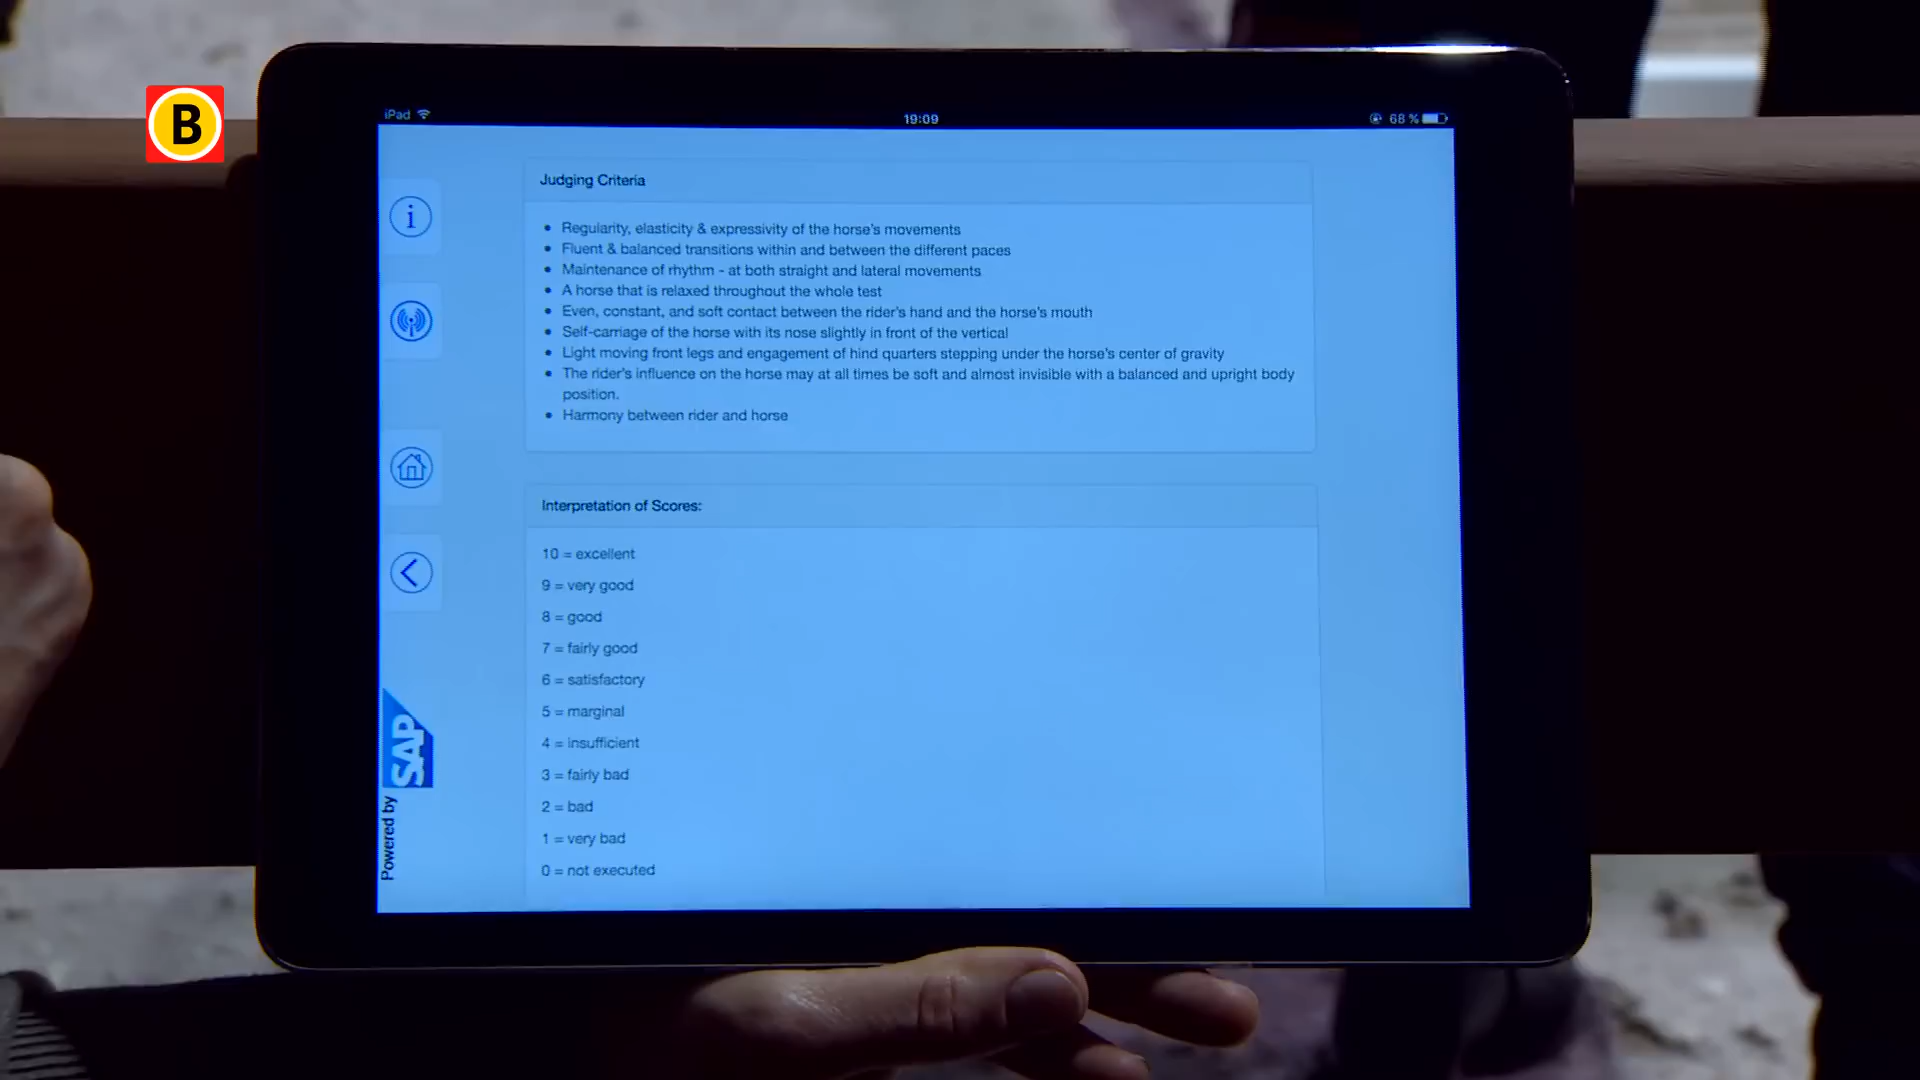 B
iPad
19:09
68 %
Judging Criteria
Regularity, elasticity & expressivity of the horse's movements
Fluent & balanced transitions within and between the different paces
Maintenance of rhythm - at both straight and lateral movements
A horse that is relaxed throughout the whole test
Even, constant, and soft contact between the rider's hand and the horse's mouth
Self-carriage of the horse with its nose slightly in front of the vertical
Light moving front legs and engagement of hind quarters stepping under the horse's center of gravity
The rider's influence on the horse may at all times be soft and almost invisible with a balanced and upright body
position.
Harmony between rider and horse
Interpretation of Scores:
10 = excellent
9 = very good
8 = good
7 = fairly good
6 = satisfactory
5 = marginal
4 = insufficient
3 = fairly bad
2 = bad
1 = very bad
0 = not executed
Powered by SAP